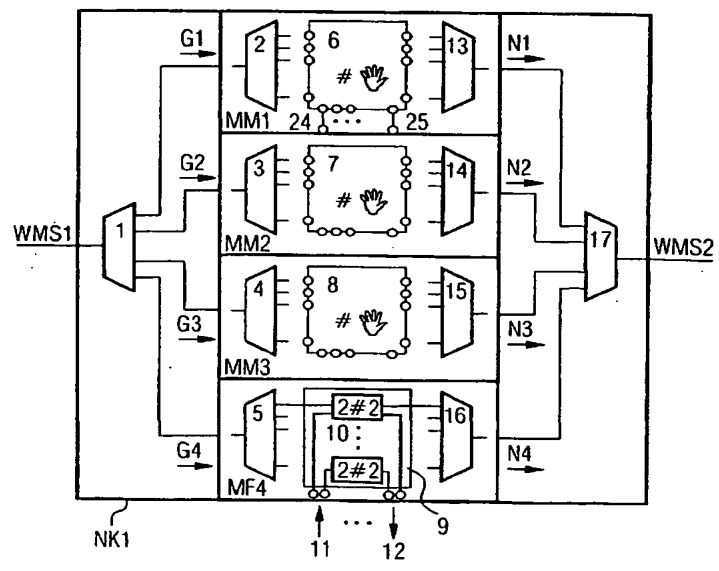 G1 2 6 13 N1
# 
MM1 24 ... 25
G2 3 7 14 N2
#
MM2
WMS1 1 17 WMS2
4 8 15
G3 # N3
MM3
5 2#2 16
10
G4 2#2 N4
MF4 9
NK1 11 ... 12